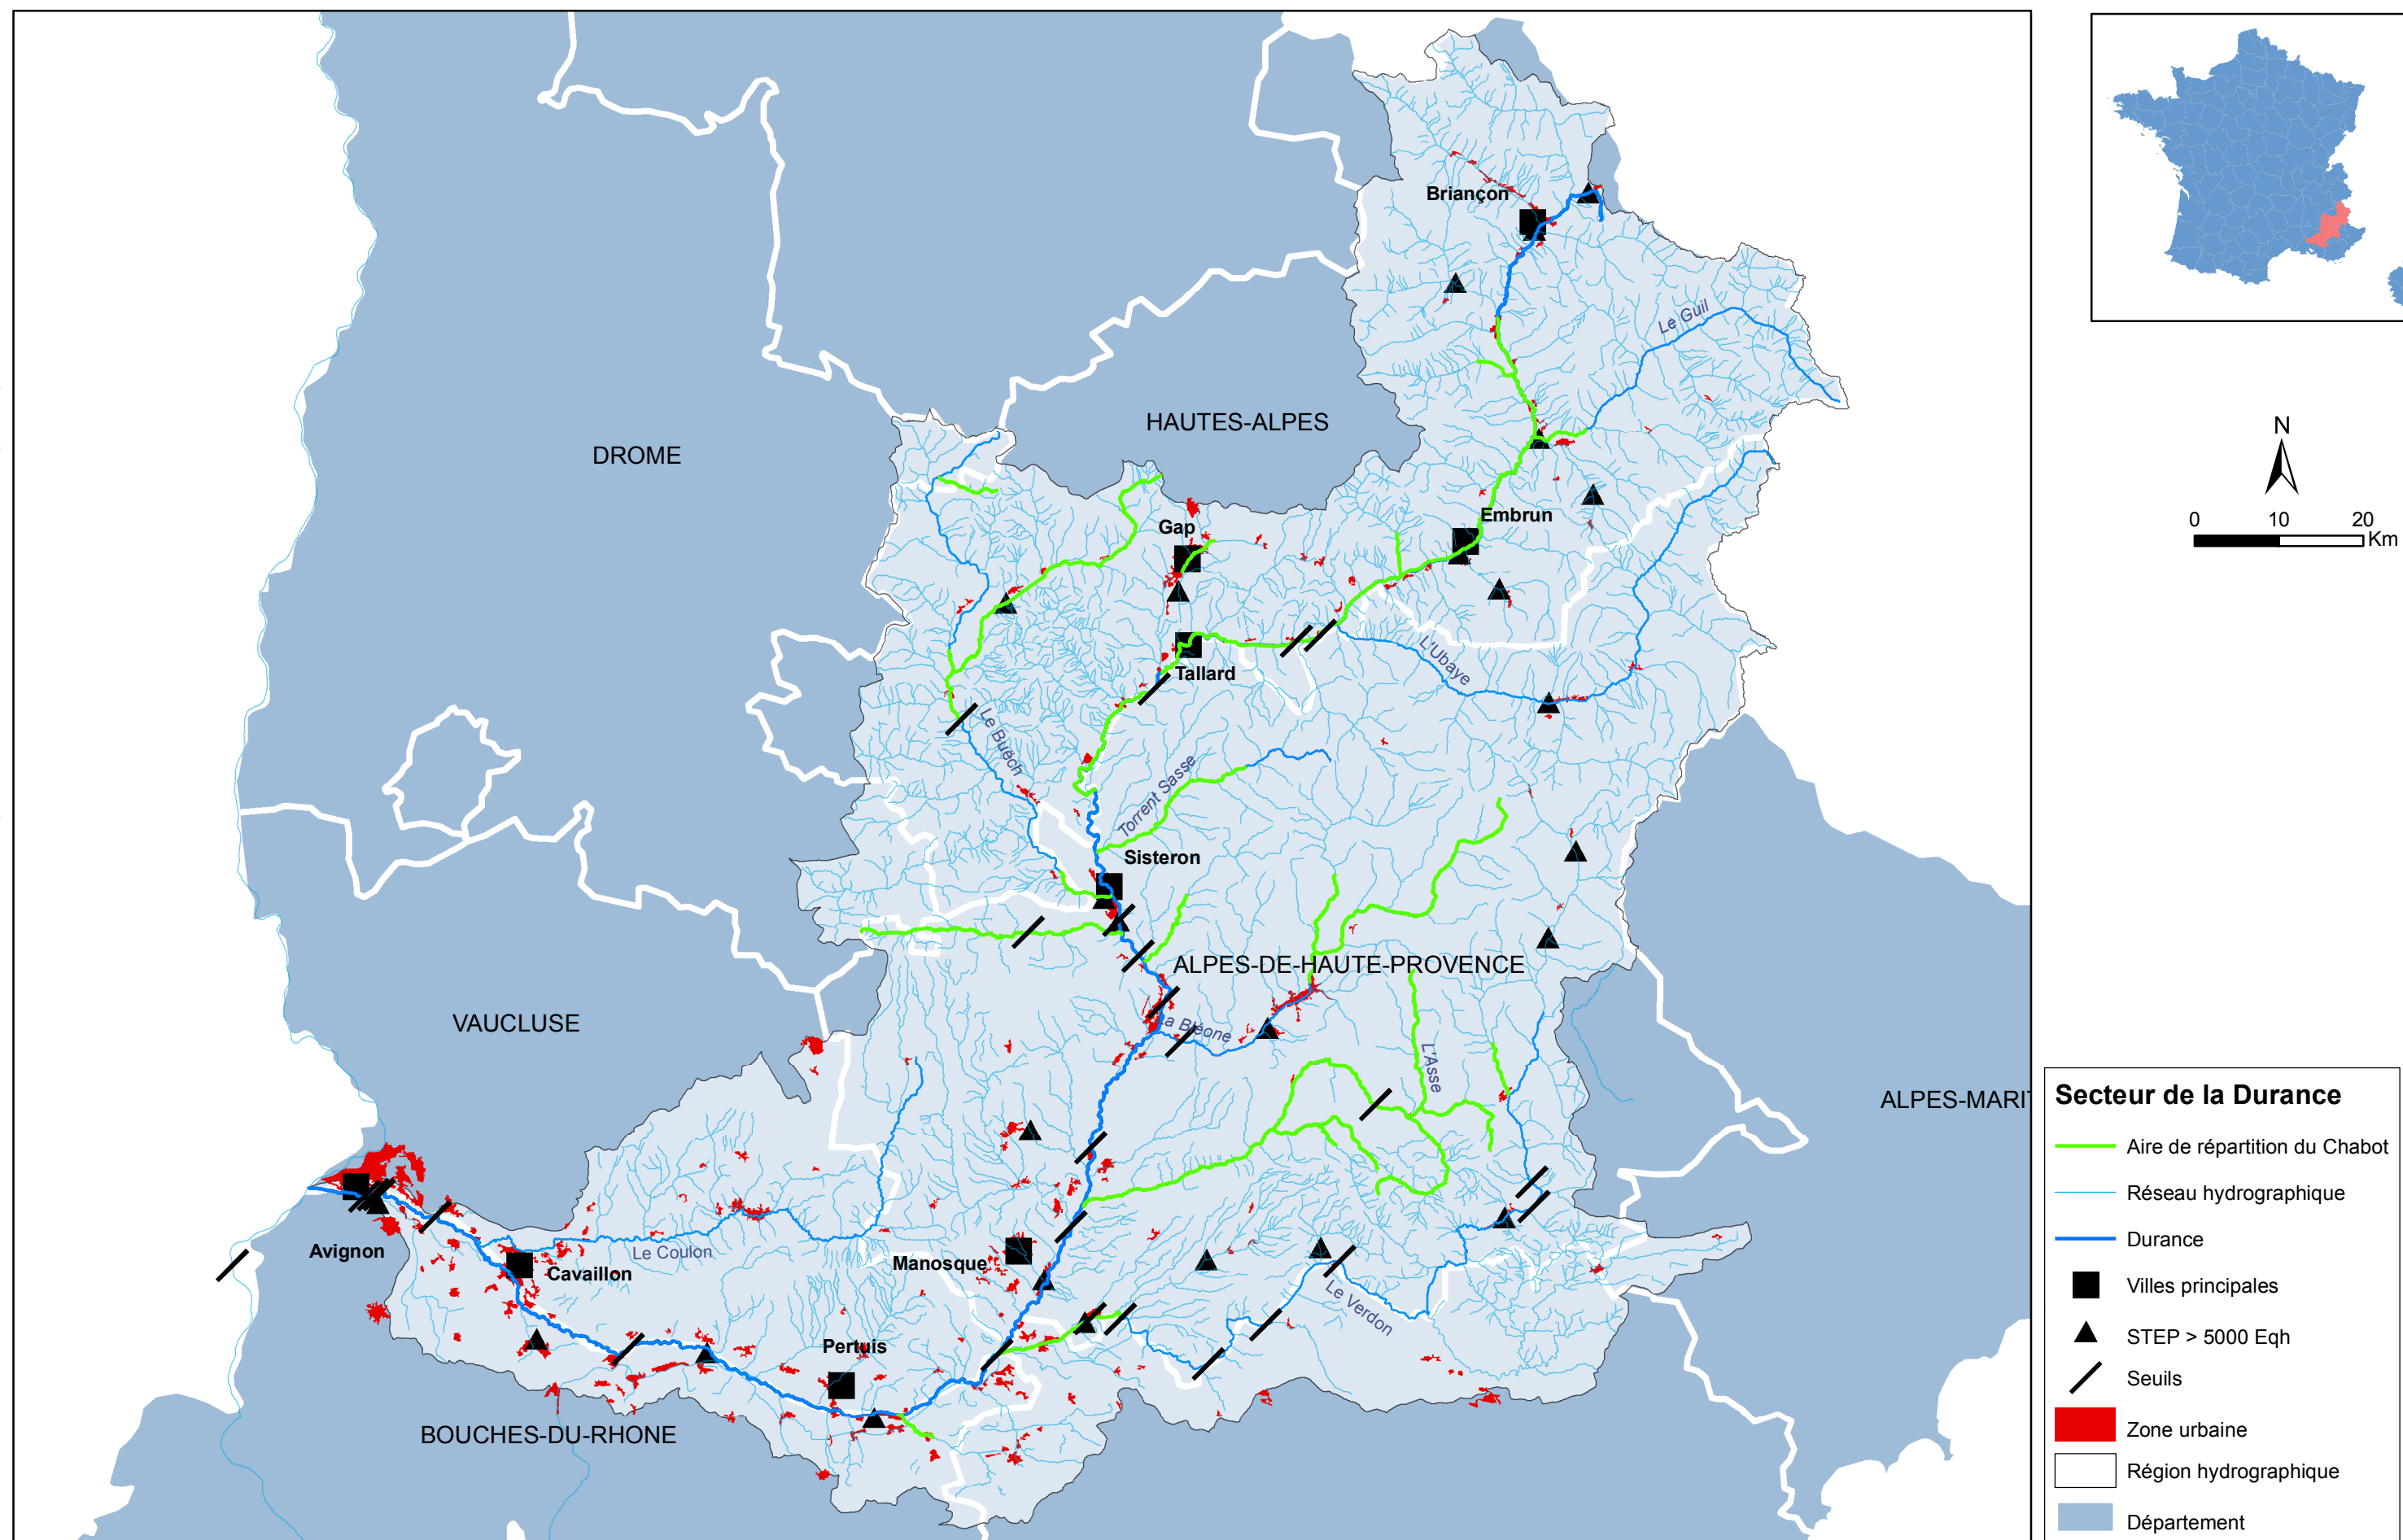 Briançon
Le Guil
HAUTES-ALPES
DROME
N
0 10 20
Km
Embrun
Gap
L'Ubaye
Tallard
Le Buëch
Torrent Sasse
Sisteron
ALPES-DE-HAUTE-PROVENCE
VAUCLUSE
La Bléone
L'Asse
ALPES-MARIT
Avignon
Le Coulon
Manosque
Cavaillon
Le Verdon
Pertuis
BOUCHES-DU-RHONE
Secteur de la Durance
Aire de répartition du Chabot
Réseau hydrographique
Durance
Villes principales
STEP > 5000 Eqh
Seuils
Zone urbaine
Région hydrographique
Département